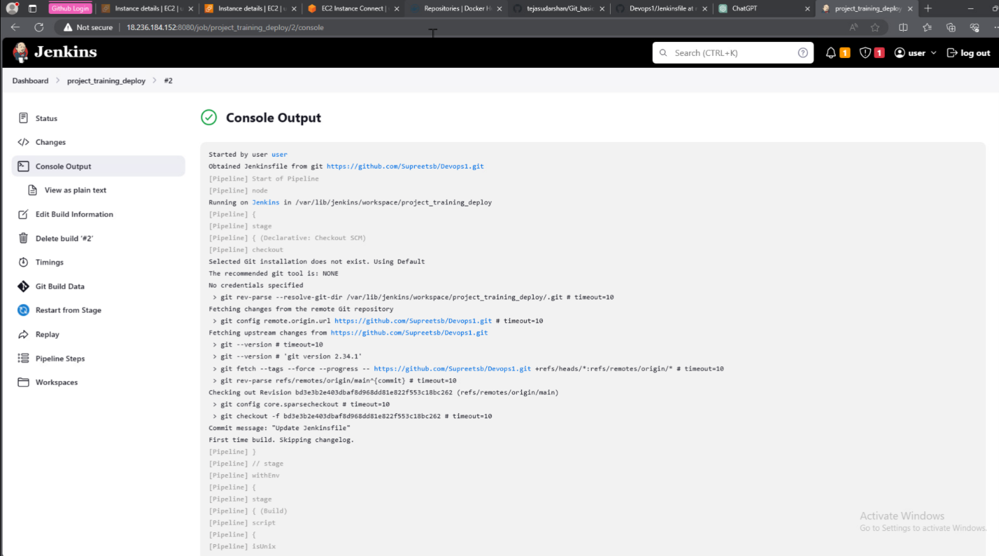 Github Login
Instance details | EC2 | u
Instance details | EC2 | u
EC2 Instance Connect |
Repositories | Docker H
tejasudarshan/Git_basic
Devops1/Jenkinsfile at
ChatGPT
project_training_deploy
Not secure
18.236.184.152:8080/job/project_training_deploy/2/console
Jenkins
Search (CTRL+K)
1
1
user
log out
Dashboard
project_training_deploy
#2
Status
Changes
Console Output
View as plain text
Edit Build Information
Delete build '#2'
Timings
Git Build Data
Restart from Stage
Replay
Pipeline Steps
Workspaces
Console Output
Started by user user
Obtained Jenkinsfile from git https://github.com/Supreetsb/Devops1.git
[Pipeline] Start of Pipeline
[Pipeline] node
Running on Jenkins in /var/lib/jenkins/workspace/project_training_deploy
[Pipeline] {
[Pipeline] stage
[Pipeline] { (Declarative: Checkout SCM)
[Pipeline] checkout
Selected Git installation does not exist. Using Default
The recommended git tool is: NONE
No credentials specified
> git rev-parse --resolve-git-dir /var/lib/jenkins/workspace/project_training_deploy/.git # timeout=10
Fetching changes from the remote Git repository
> git config remote.origin.url https://github.com/Supreetsb/Devops1.git # timeout=10
Fetching upstream changes from https://github.com/Supreetsb/Devops1.git
> git --version # timeout=10
> git --version # 'git version 2.34.1'
> git fetch --tags --force --progress -- https://github.com/Supreetsb/Devops1.git +refs/heads/*:refs/remotes/origin/* # timeout=10
> git rev-parse refs/remotes/origin/main^{commit} # timeout=10
Checking out Revision bd3e3b2e403dbaf8d968dd81e822f553c18bc262 (refs/remotes/origin/main)
> git config core.sparsecheckout # timeout=10
> git checkout -f bd3e3b2e403dbaf8d968dd81e822f553c18bc262 # timeout=10
Commit message: "Update Jenkinsfile"
First time build. Skipping changelog.
[Pipeline] }
[Pipeline] // stage
[Pipeline] withEnv
[Pipeline] {
[Pipeline] stage
[Pipeline] { (Build)
[Pipeline] script
[Pipeline] {
[Pipeline] isUnix
Activate Windows
Go to Settings to activate Windows.